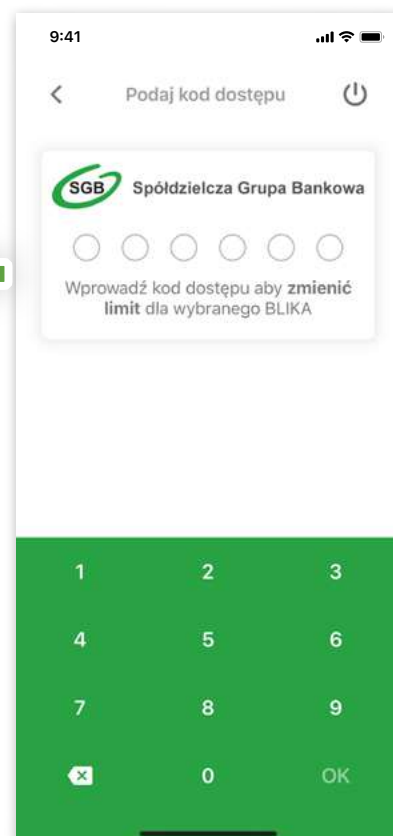 9:41
Podaj kod dostępu
SGB Spółdzielcza Grupa Bankowa
Wprowadź kod dostępu aby zmienić
limit dla wybranego BLIKA
1 2 3
4 5 6
7 8 9
0 OK